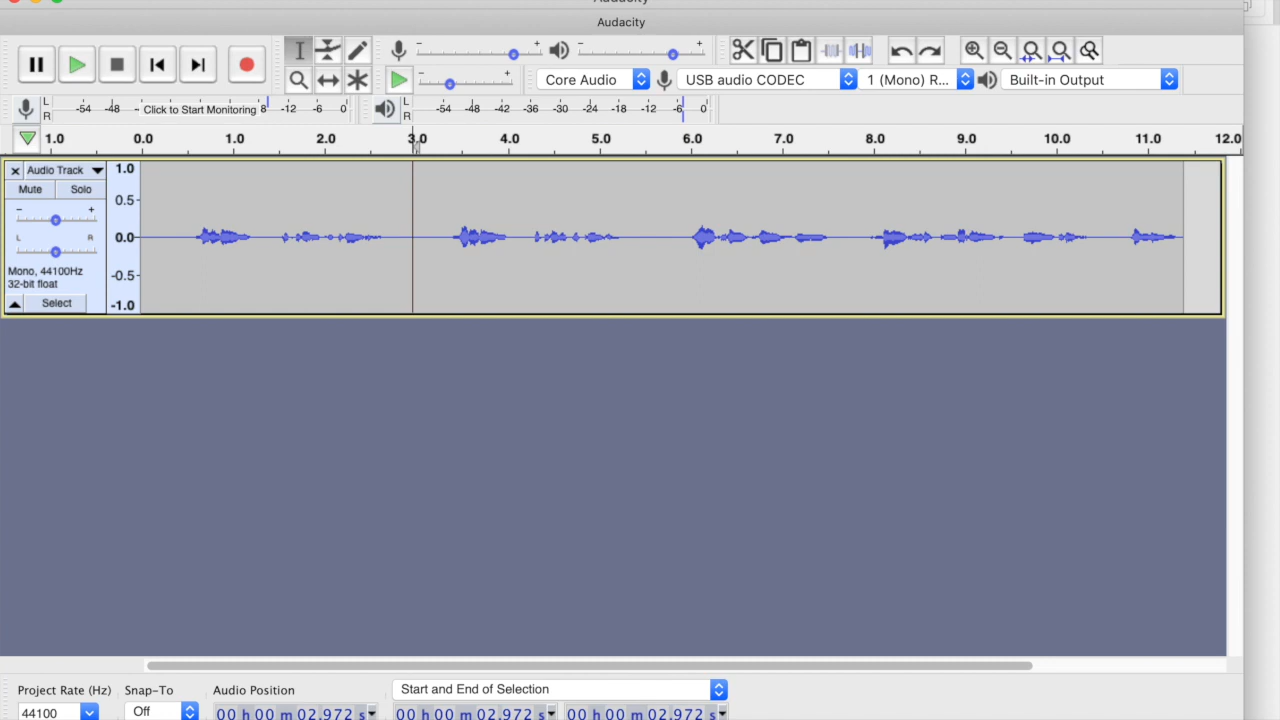 Audacity
Audacity
- + - +
- + Core Audio USB audio CODEC 1 (Mono) R... Built-in Output
L R -54 -48 - Click to Start Monitoring 8 -12 -6 0 L R -54 -48 -42 -36 -30 -24 -18 -12 -6 0
1.0 0.0 1.0 2.0 3.0 4.0 5.0 6.0 7.0 8.0 9.0 10.0 11.0 12.0
Audio Track 1.0
Mute Solo
0.5
- +
L R 0.0
Mono, 44100Hz -0.5
32-bit float
Select -1.0
Project Rate (Hz) Snap-To Audio Position Start and End of Selection
44100 Off 00 h 00 m 02.972 s 00 h 00 m 02.972 s 00 h 00 m 02.972 s